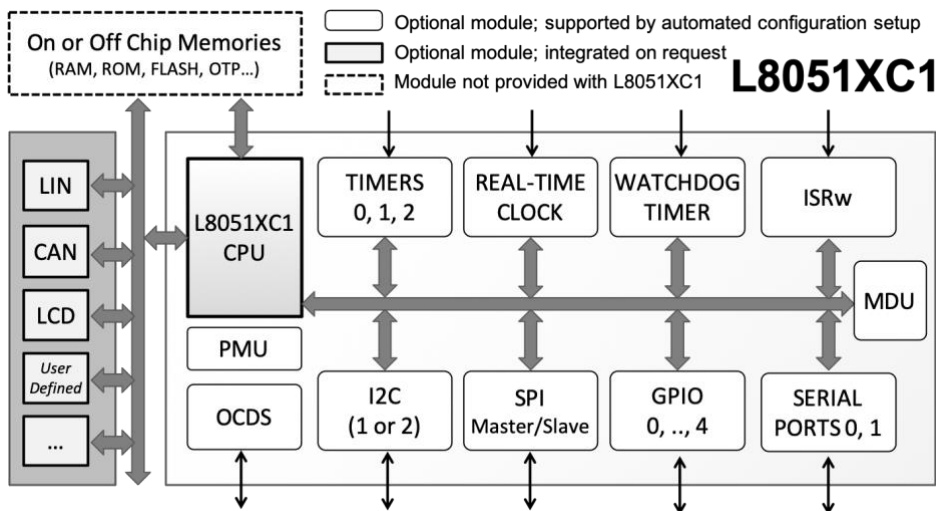 On or Off Chip Memories
(RAM, ROM, FLASH, OTP...)
Optional module; supported by automated configuration setup
Optional module; integrated on request
Module not provided with L8051XC1
L8051XC1
LIN
CAN
LCD
User
Defined
...
L8051XC1
CPU
PMU
OCDS
TIMERS
0, 1, 2
REAL-TIME
CLOCK
WATCHDOG
TIMER
ISRw
MDU
I2C
(1 or 2)
SPI
Master/Slave
GPIO
0, .., 4
SERIAL
PORTS 0, 1